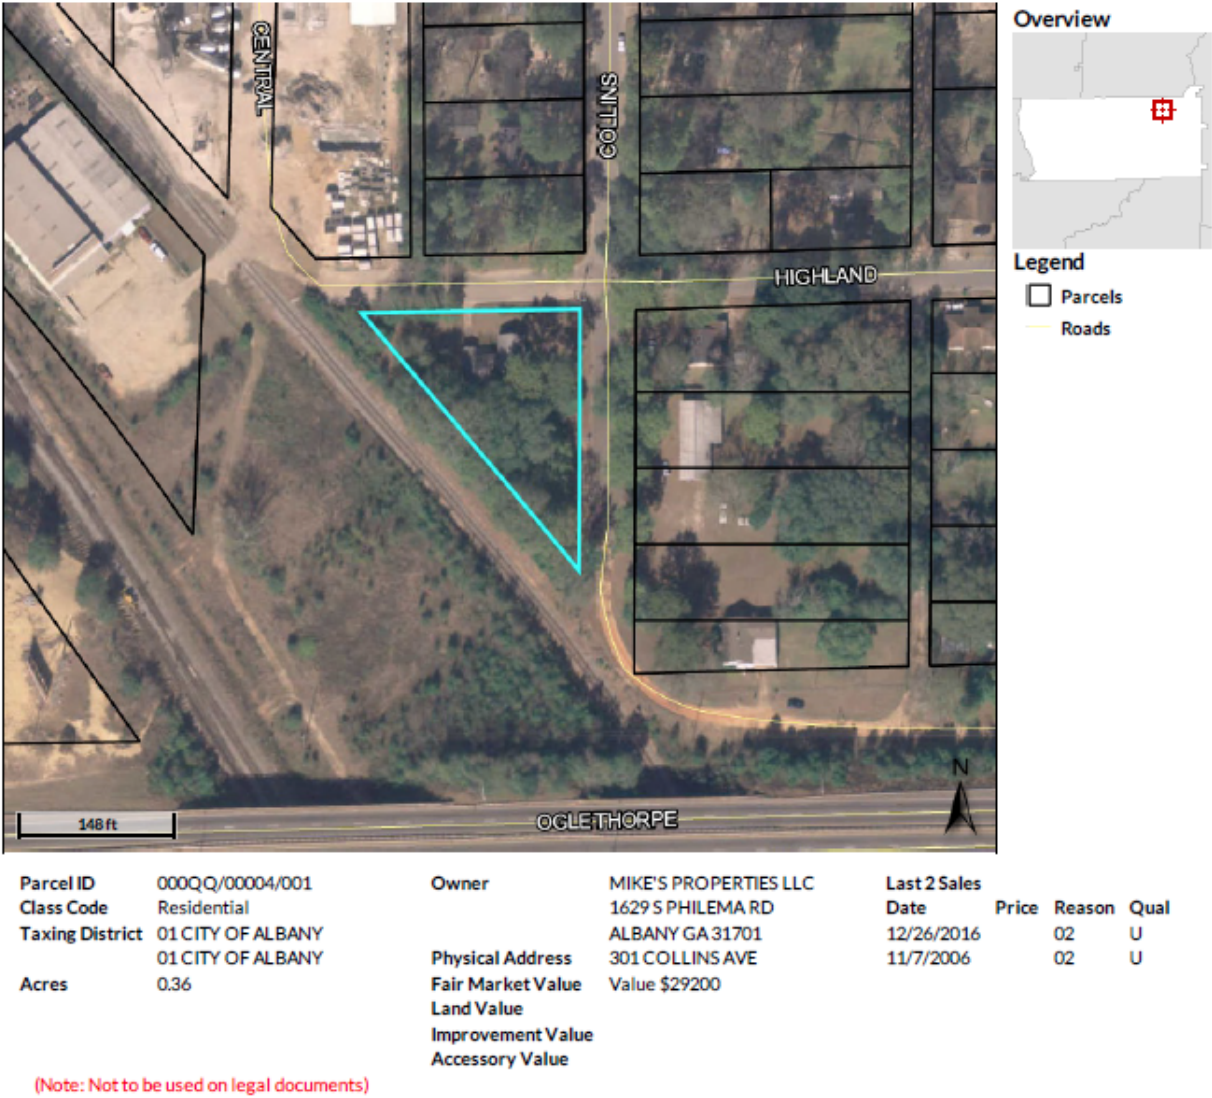 Overview
CENTRAL
COLLINS
HIGHLAND
Legend
Parcels
Roads
N
148 ft
OGLETHORPE
Parcel ID 000QQ/00004/001 Owner MIKE'S PROPERTIES LLC Last 2 Sales
Class Code Residential 1629 S PHILEMA RD Date Price Reason Qual
Taxing District 01 CITY OF ALBANY ALBANY GA 31701 12/26/2016 02 U
01 CITY OF ALBANY Physical Address 301 COLLINS AVE 11/7/2006 02 U
Acres 0.36 Fair Market Value Value $29200
Land Value
Improvement Value
Accessory Value
(Note: Not to be used on legal documents)